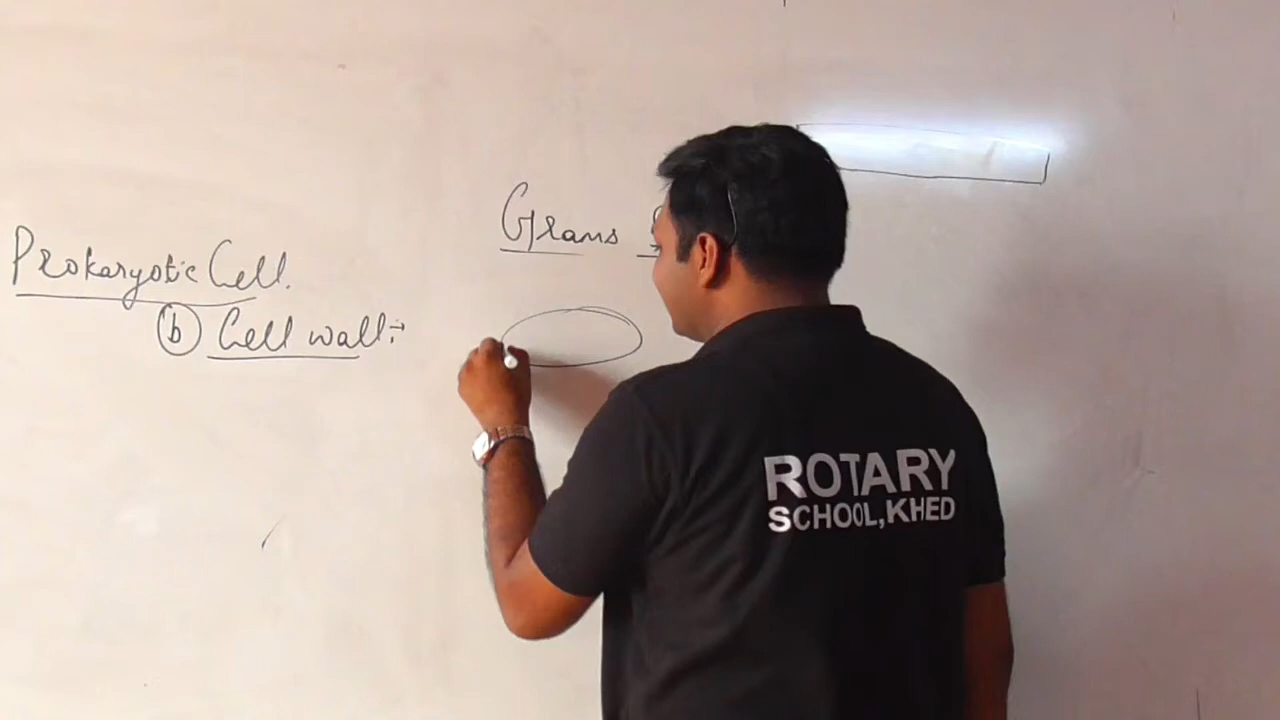 Prokaryotic Cell.
(b) Cell wall:→
Grams
ROTARY
SCHOOL,KHED